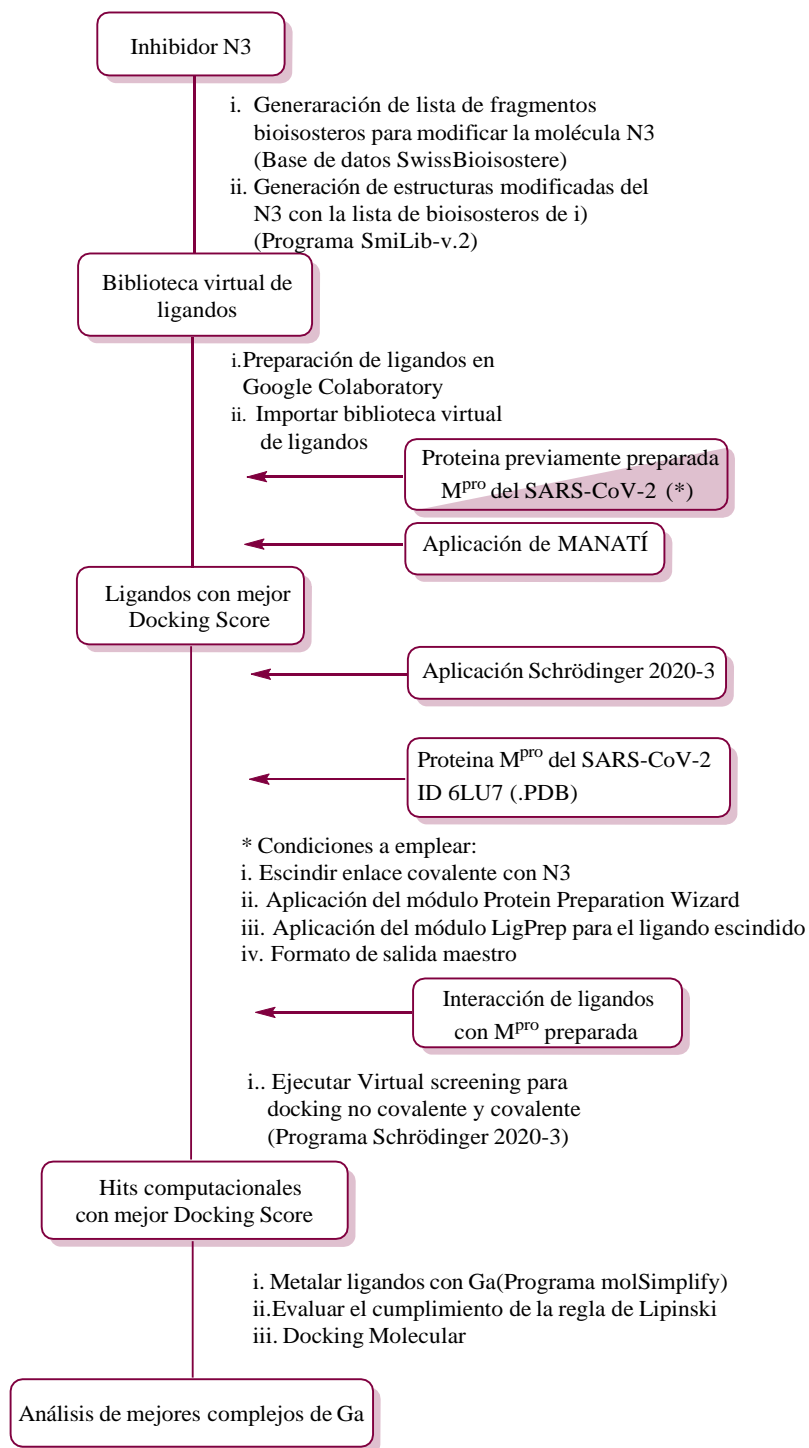 Inhibidor N3
i. Generaración de lista de fragmentos
bioisosteros para modificar la molécula N3
(Base de datos SwissBioisostere)
ii. Generación de estructuras modificadas del
N3 con la lista de bioisosteros de i)
(Programa SmiLib-v.2)
Biblioteca virtual de
ligandos
i.Preparación de ligandos en
Google Colaboratory
ii. Importar biblioteca virtual
de ligandos
Proteina previamente preparada
Mpro del SARS-CoV-2 (*)
Aplicación de MANATÍ
Ligandos con mejor
Docking Score
Aplicación Schrödinger 2020-3
Proteina Mpro del SARS-CoV-2
ID 6LU7 (.PDB)
* Condiciones a emplear:
i. Escindir enlace covalente con N3
ii. Aplicación del módulo Protein Preparation Wizard
iii. Aplicación del módulo LigPrep para el ligando escindido
iv. Formato de salida maestro
Interacción de ligandos
con Mpro preparada
i.. Ejecutar Virtual screening para
docking no covalente y covalente
(Programa Schrödinger 2020-3)
Hits computacionales
con mejor Docking Score
i. Metalar ligandos con Ga(Programa molSimplify)
ii.Evaluar el cumplimiento de la regla de Lipinski
iii. Docking Molecular
Análisis de mejores complejos de Ga